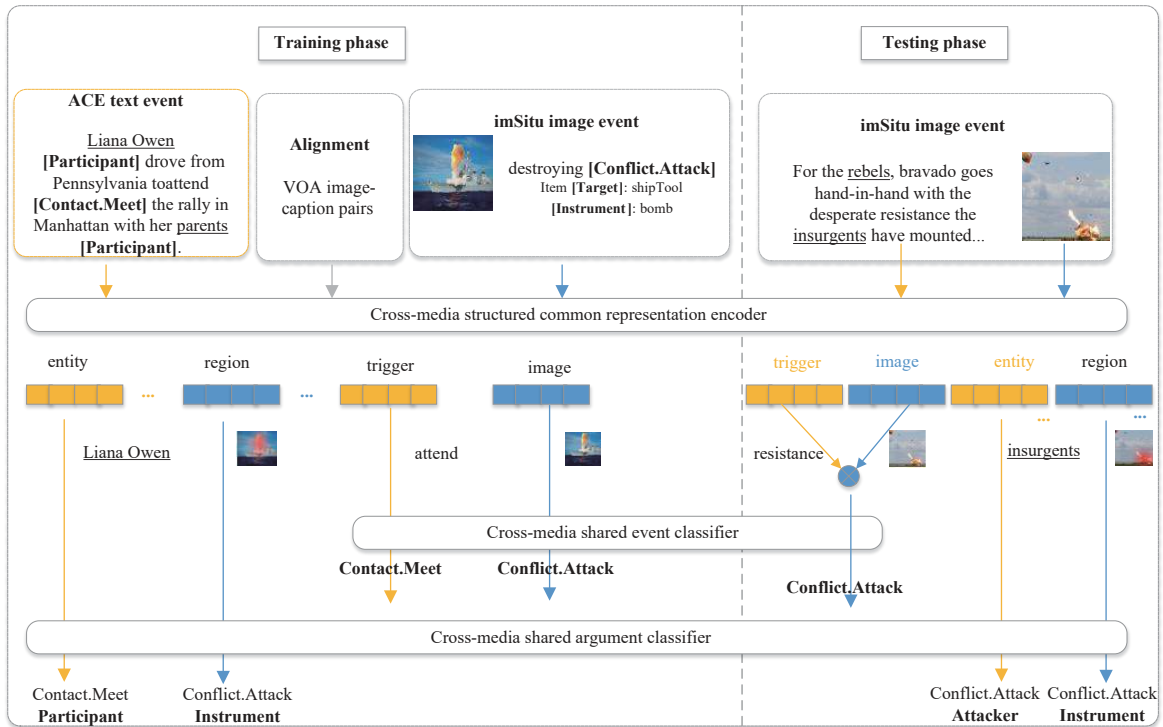 Training phase
Testing phase
ACE text event
Liana Owen
[Participant] drove from
Pennsylvania toattend
[Contact.Meet] the rally in
Manhattan with her parents
[Participant].
Alignment
VOA image-
caption pairs
imSitu image event
destroying [Conflict.Attack]
Item [Target]: shipTool
[Instrument]: bomb
imSitu image event
For the rebels, bravado goes
hand-in-hand with the
desperate resistance the
insurgents have mounted...
Cross-media structured common representation encoder
entity
region
trigger
image
trigger
image
entity
region
...
...
...
...
Liana Owen
attend
resistance
insurgents
Cross-media shared event classifier
Contact.Meet
Conflict.Attack
Conflict.Attack
Cross-media shared argument classifier
Contact.Meet
Participant
Conflict.Attack
Instrument
Conflict.Attack
Attacker
Conflict.Attack
Instrument